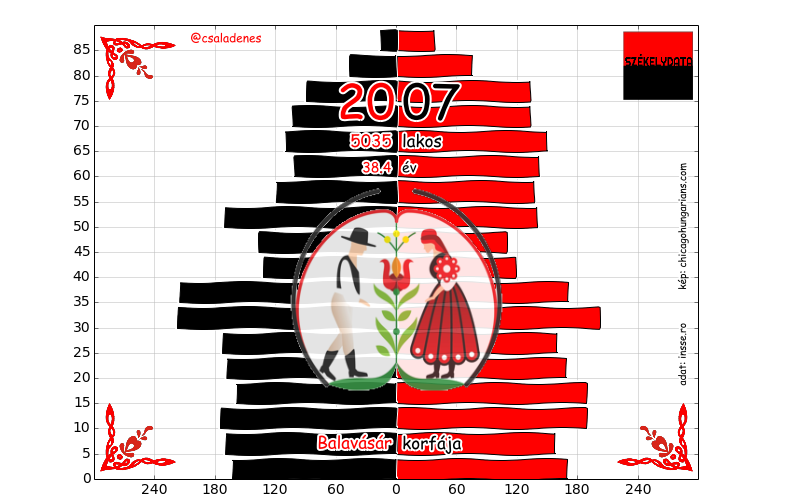 @csaladenes
SZÉKELYDATA
2007
5035 lakos
38.4 év
kép: chicagohungarians.com
adat: insse.ro
Balavásár korfája
85
80
75
70
65
60
55
50
45
40
35
30
25
20
15
10
5
0
240 180 120 60 0 60 120 180 240